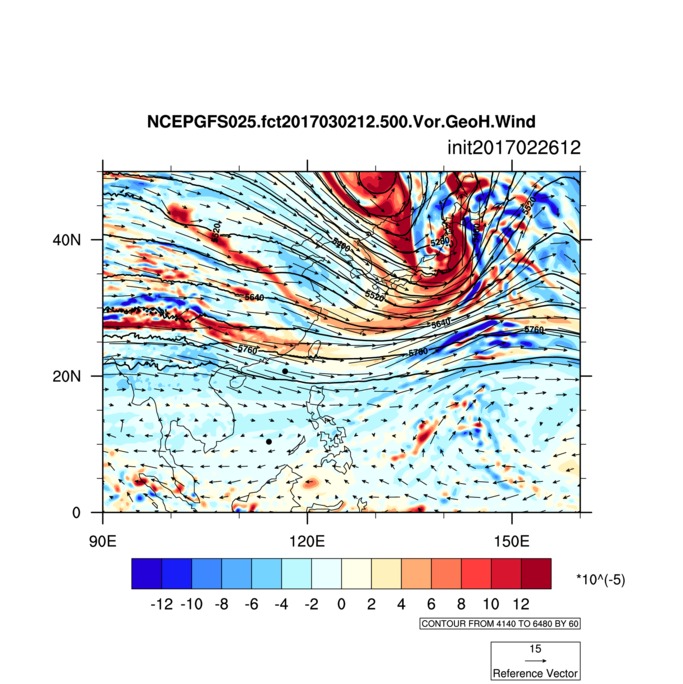 NCEPGFS025.fct2017030212.500.Vor.GeoH.Wind
init2017022612
5520
5520
5400
5280
40N
5640
5520
5640
5760
5760
5760
20N
0
90E 120E 150E
-12 -10 -8 -6 -4 -2 0 2 4 6 8 10 12
*10^(-5)
CONTOUR FROM 4140 TO 6480 BY 60
15
Reference Vector